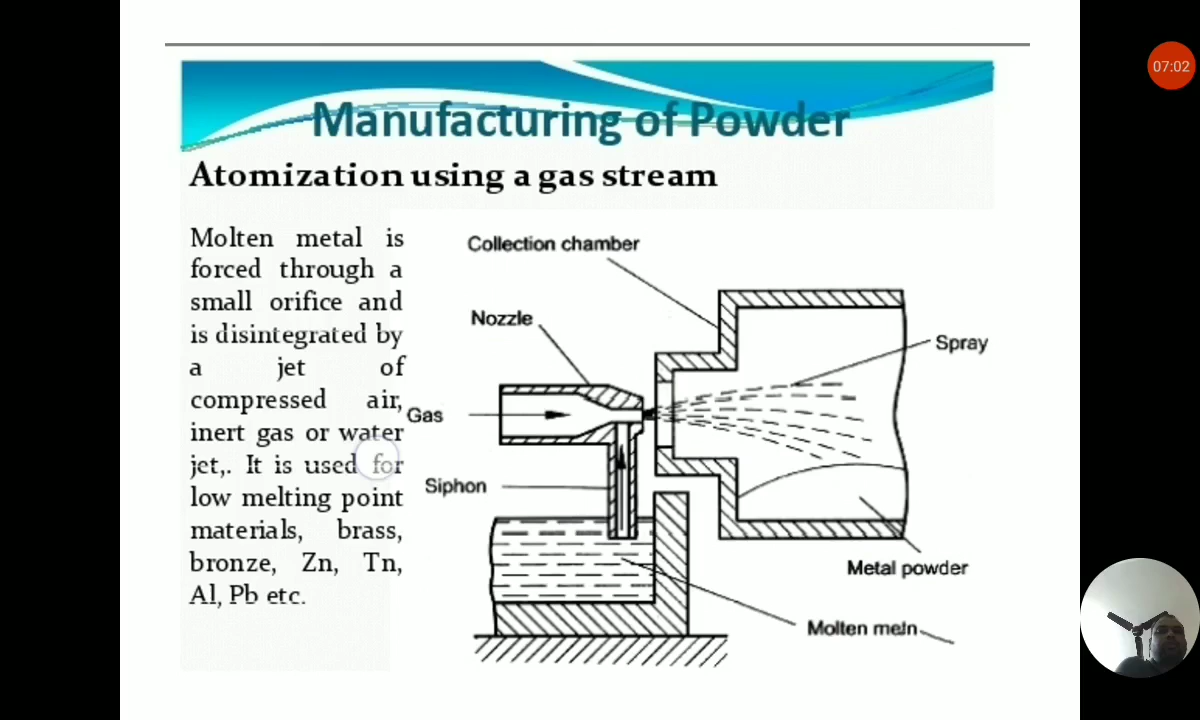 07:02
Manufacturing of Powder
Atomization using a gas stream
Molten metal is
forced through a
small orifice and
is disintegrated by
a jet of
compressed air,
inert gas or water
jet,. It is used for
low melting point
materials, brass,
bronze, Zn, Tn,
Al, Pb etc.
Collection chamber
Nozzle
Spray
Gas
Siphon
Metal powder
Molten